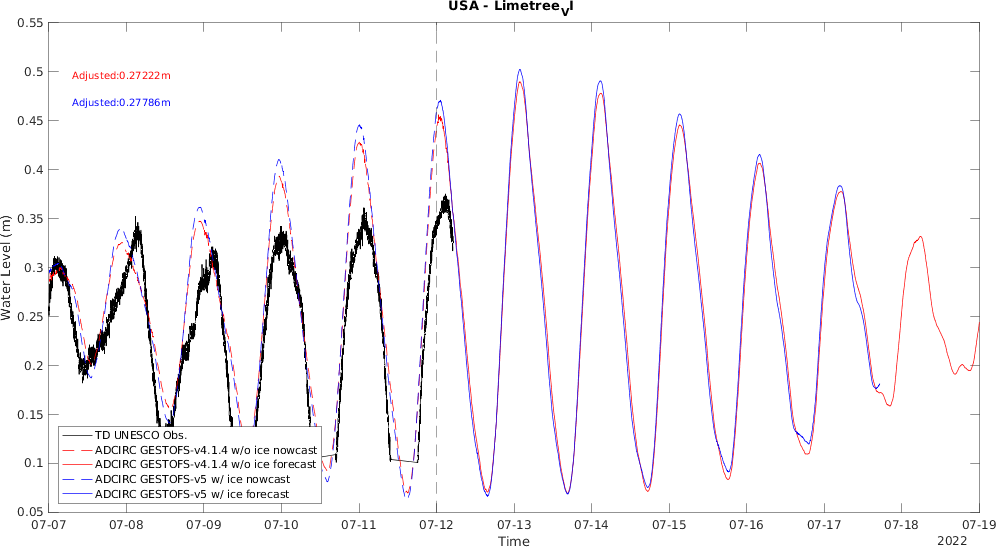 USA - Limetree_VI
0.55
0.5
0.45
0.4
0.35
0.3
0.25
0.2
0.15
0.1
0.05
Water Level (m)
Adjusted:0.27222m
Adjusted:0.27786m
TD UNESCO Obs.
ADCIRC GESTOFS-v4.1.4 w/o ice nowcast
ADCIRC GESTOFS-v4.1.4 w/o ice forecast
ADCIRC GESTOFS-v5 w/ ice nowcast
ADCIRC GESTOFS-v5 w/ ice forecast
07-07 07-08 07-09 07-10 07-11 07-12 07-13 07-14 07-15 07-16 07-17 07-18 07-19
Time
2022